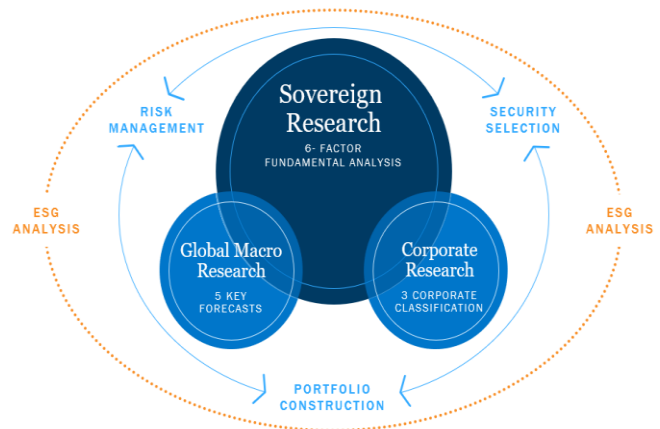 Sovereign
Research
6- FACTOR
FUNDAMENTAL ANALYSIS
RISK
MANAGEMENT
SECURITY
SELECTION
ESG
ANALYSIS
ESG
ANALYSIS
Global Macro
Research
5 KEY
FORECASTS
Corporate
Research
3 CORPORATE
CLASSIFICATION
PORTFOLIO
CONSTRUCTION